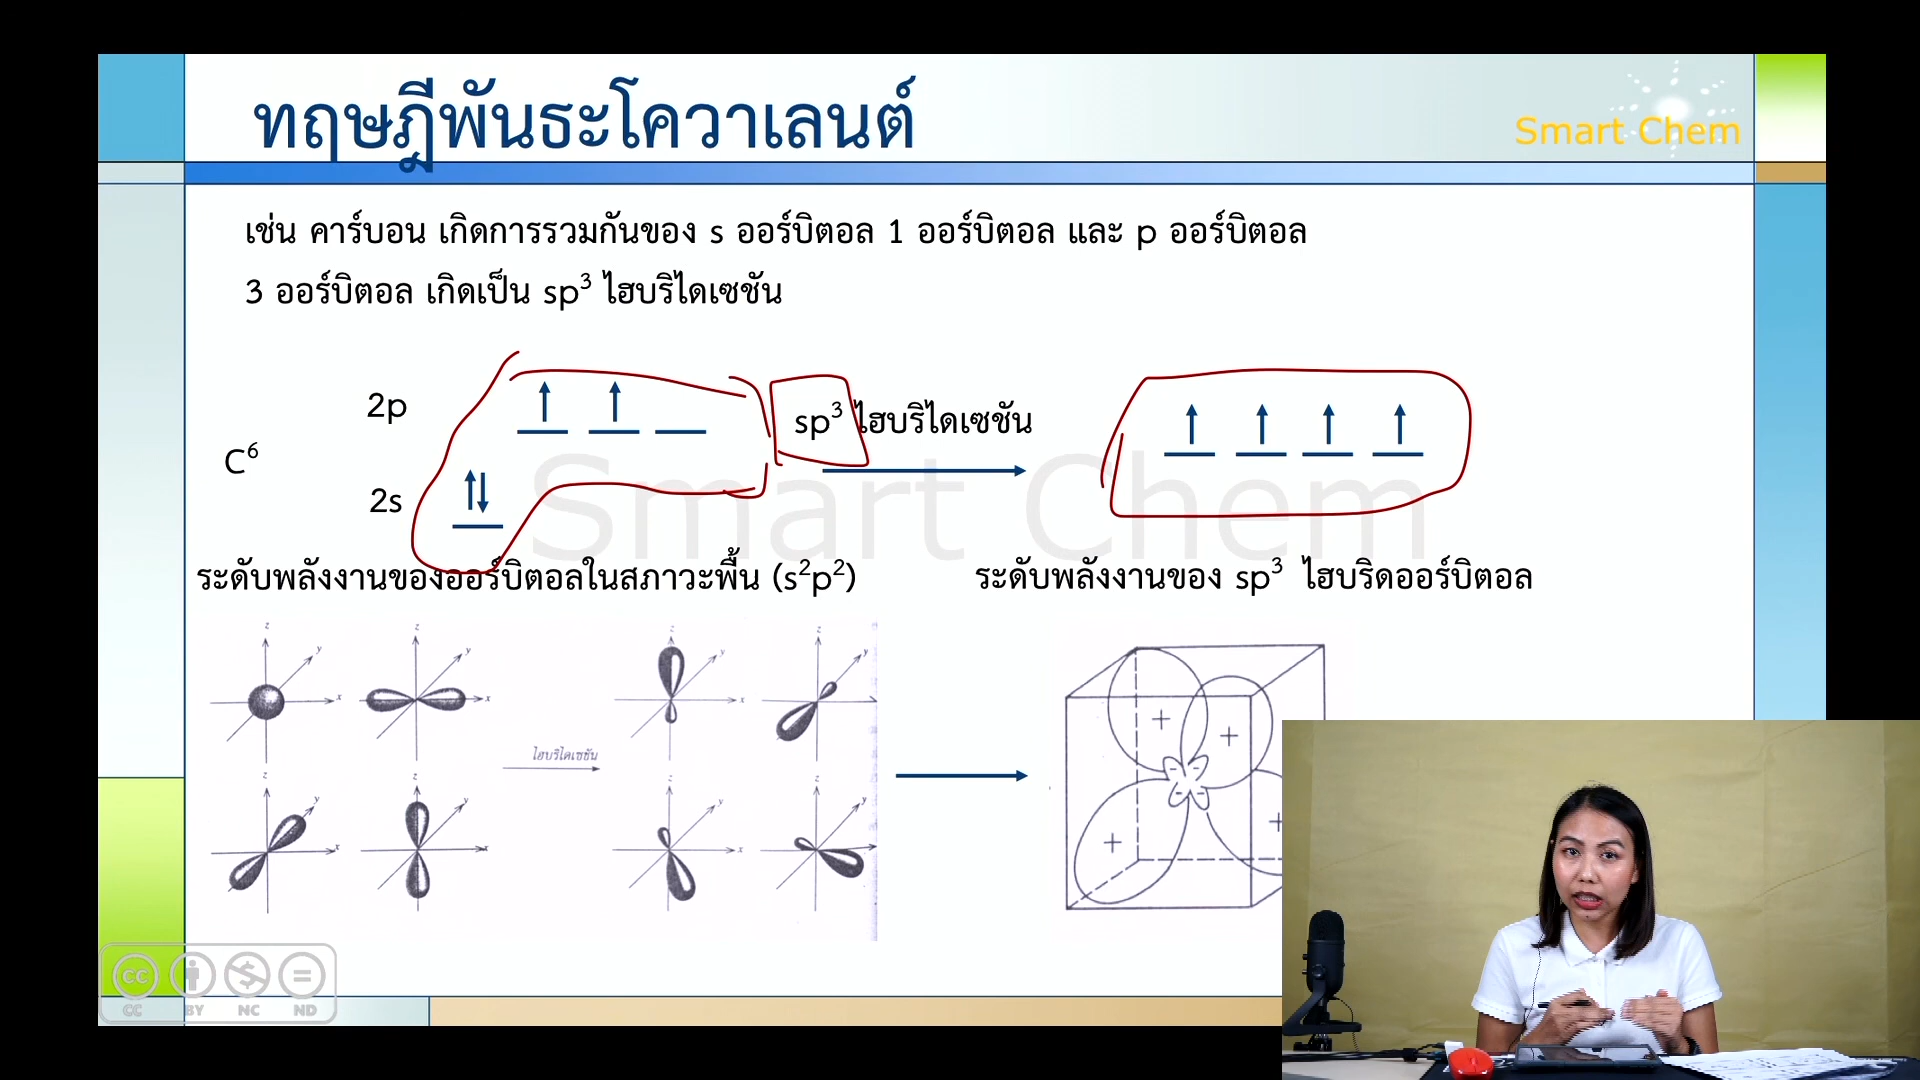 ทฤษฎีพันธะโควาเลนต์
Smart Chem
เช่น คาร์บอน เกิดการรวมกันของ s ออร์บิตอล 1 ออร์บิตอล และ p ออร์บิตอล
3 ออร์บิตอล เกิดเป็น sp³ ไฮบริไดเซชัน
2p
sp³ ไฮบริไดเซชัน
C⁶
2s
Smart Chem
ระดับพลังงานของออร์บิตอลในสภาวะพื้น (s²p²)
ระดับพลังงานของ sp³ ไฮบริดออร์บิตอล
z y x
z y x
z y x
z y
ไฮบริไดเซชัน
z y x
z y x
z y x
z y
+ +
+ +
CC BY NC ND